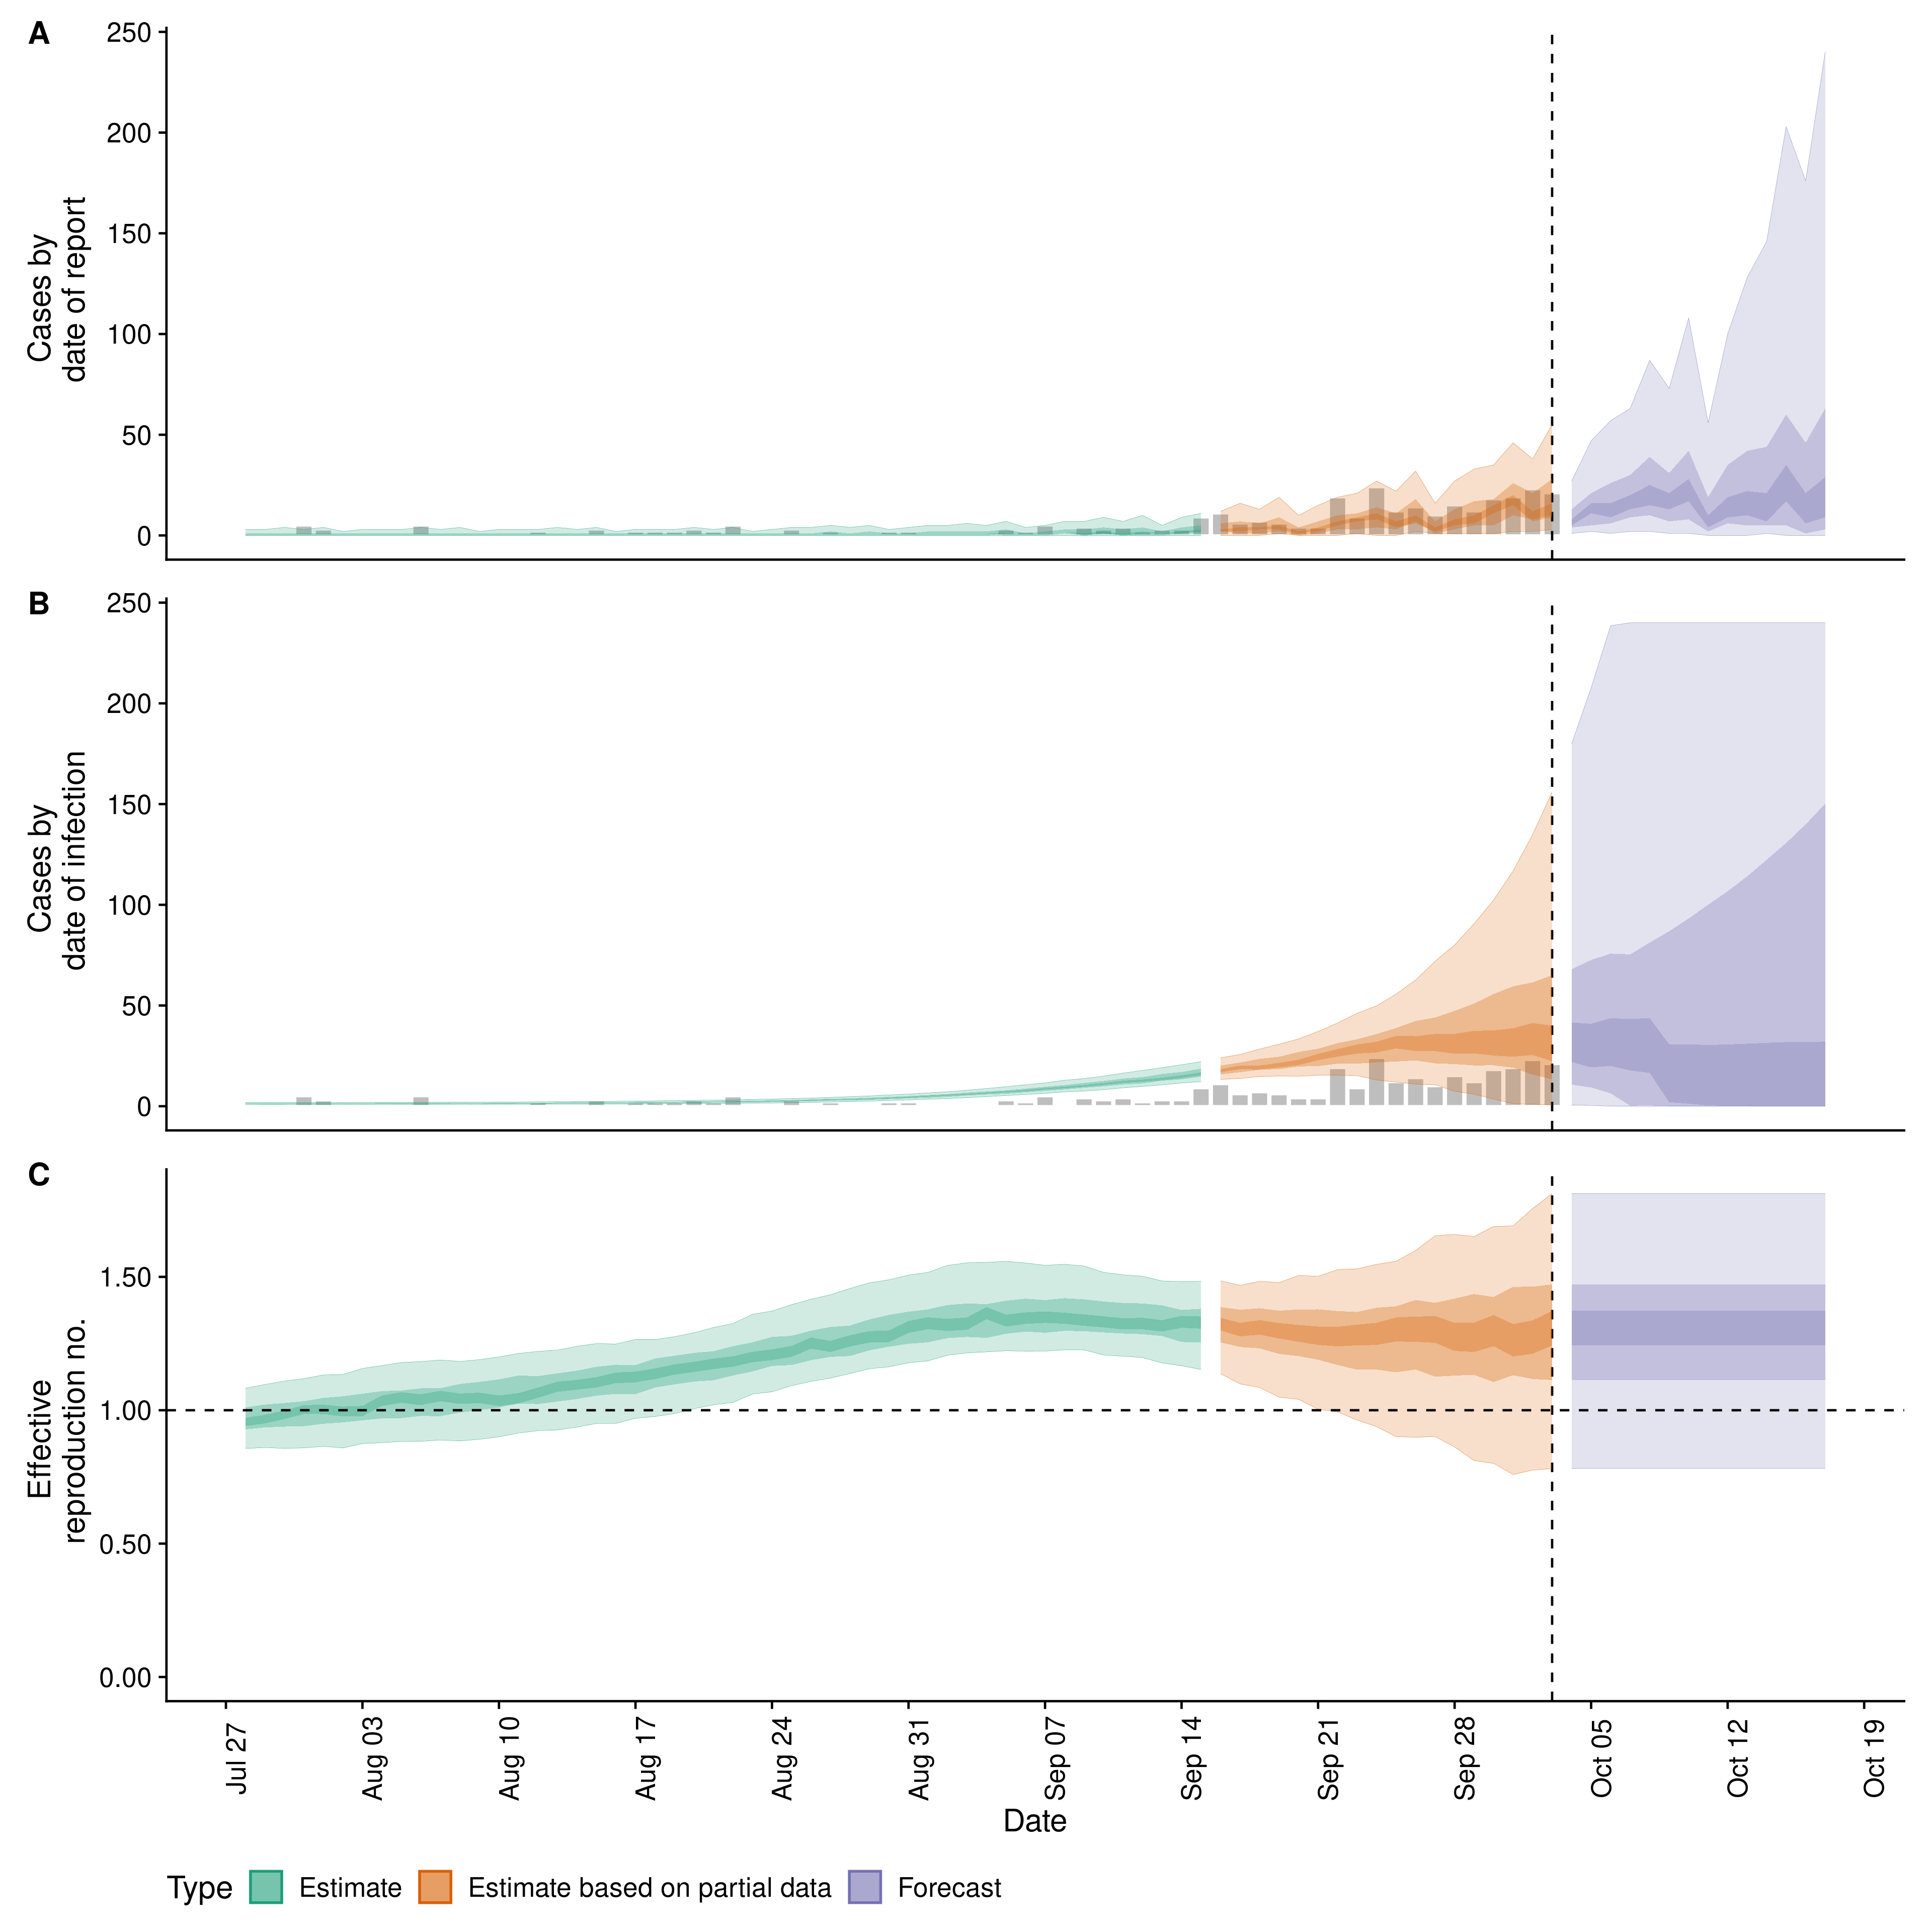 A
250
200
150
100
50
0
Cases by
date of report
B
250
200
150
100
50
0
Cases by
date of infection
C
1.50
1.00
0.50
0.00
Effective
reproduction no.
Jul 27
Aug 03
Aug 10
Aug 17
Aug 24
Aug 31
Sep 07
Sep 14
Sep 21
Sep 28
Oct 05
Oct 12
Oct 19
Date
Type Estimate Estimate based on partial data Forecast